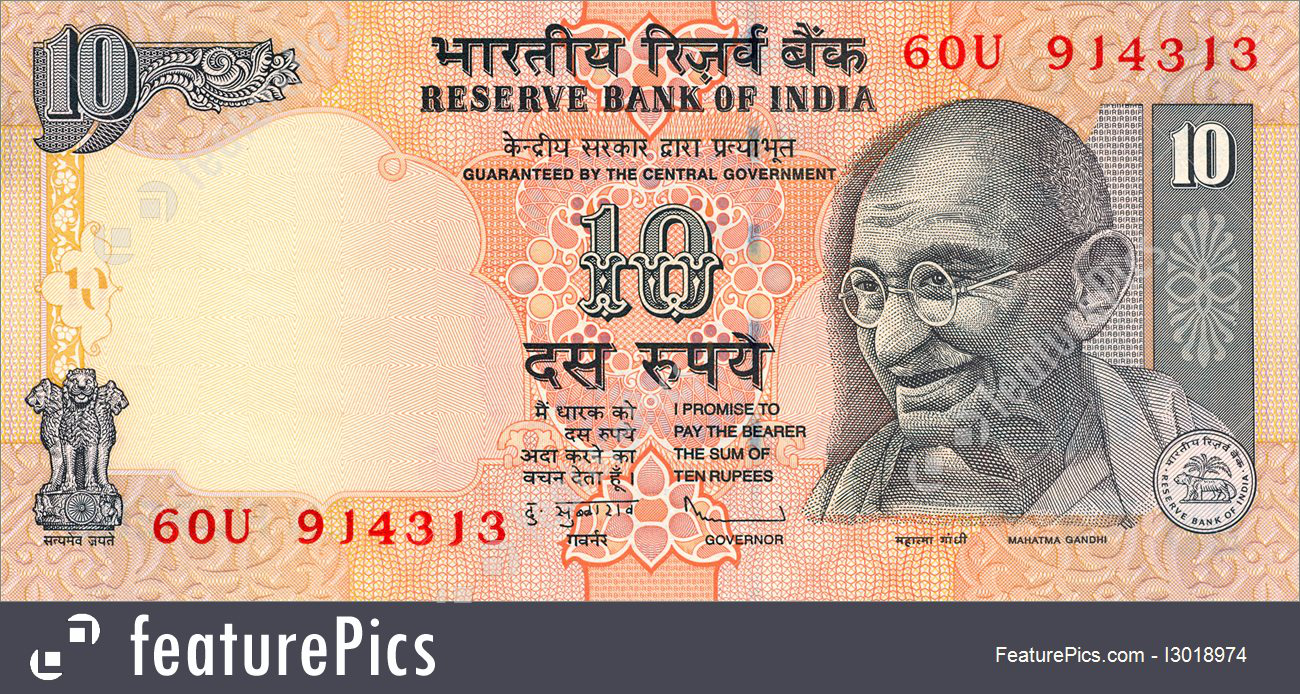 10
भारतीय रिज़र्व बैंक
RESERVE BANK OF INDIA
60U 914313
केन्द्रीय सरकार द्वारा प्रत्याभूत
GUARANTEED BY THE CENTRAL GOVERNMENT
10
10
दस रुपये
मैं धारक को
दस रुपये
अदा करने का
वचन देता हूँ।
I PROMISE TO
PAY THE BEARER
THE SUM OF
TEN RUPEES
सत्यमेव जयते
60U 914313
दु. सुब्बाराव
गवर्नर
GOVERNOR
महात्मा गांधी
MAHATMA GANDHI
भारतीय रिज़र्व बैंक
RESERVE BANK OF INDIA
featurePics
FeaturePics.com - I3018974